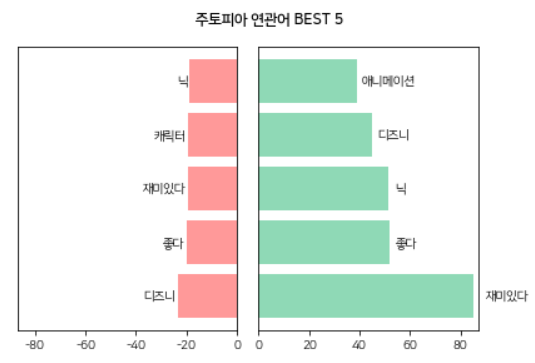 주토피아 연관어 BEST 5
닉
캐릭터
재미있다
좋다
디즈니
-80 -60 -40 -20 0
애니메이션
디즈니
닉
좋다
재미있다
0 20 40 60 80